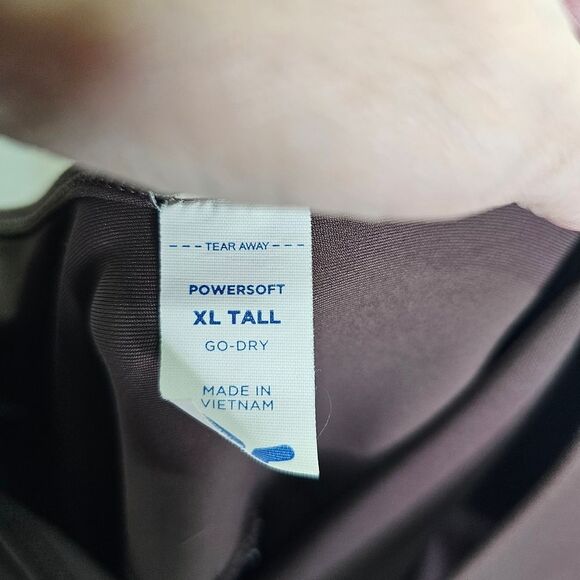 --- TEAR AWAY ---
POWERSOFT
XL TALL
GO-DRY
MADE IN
VIETNAM